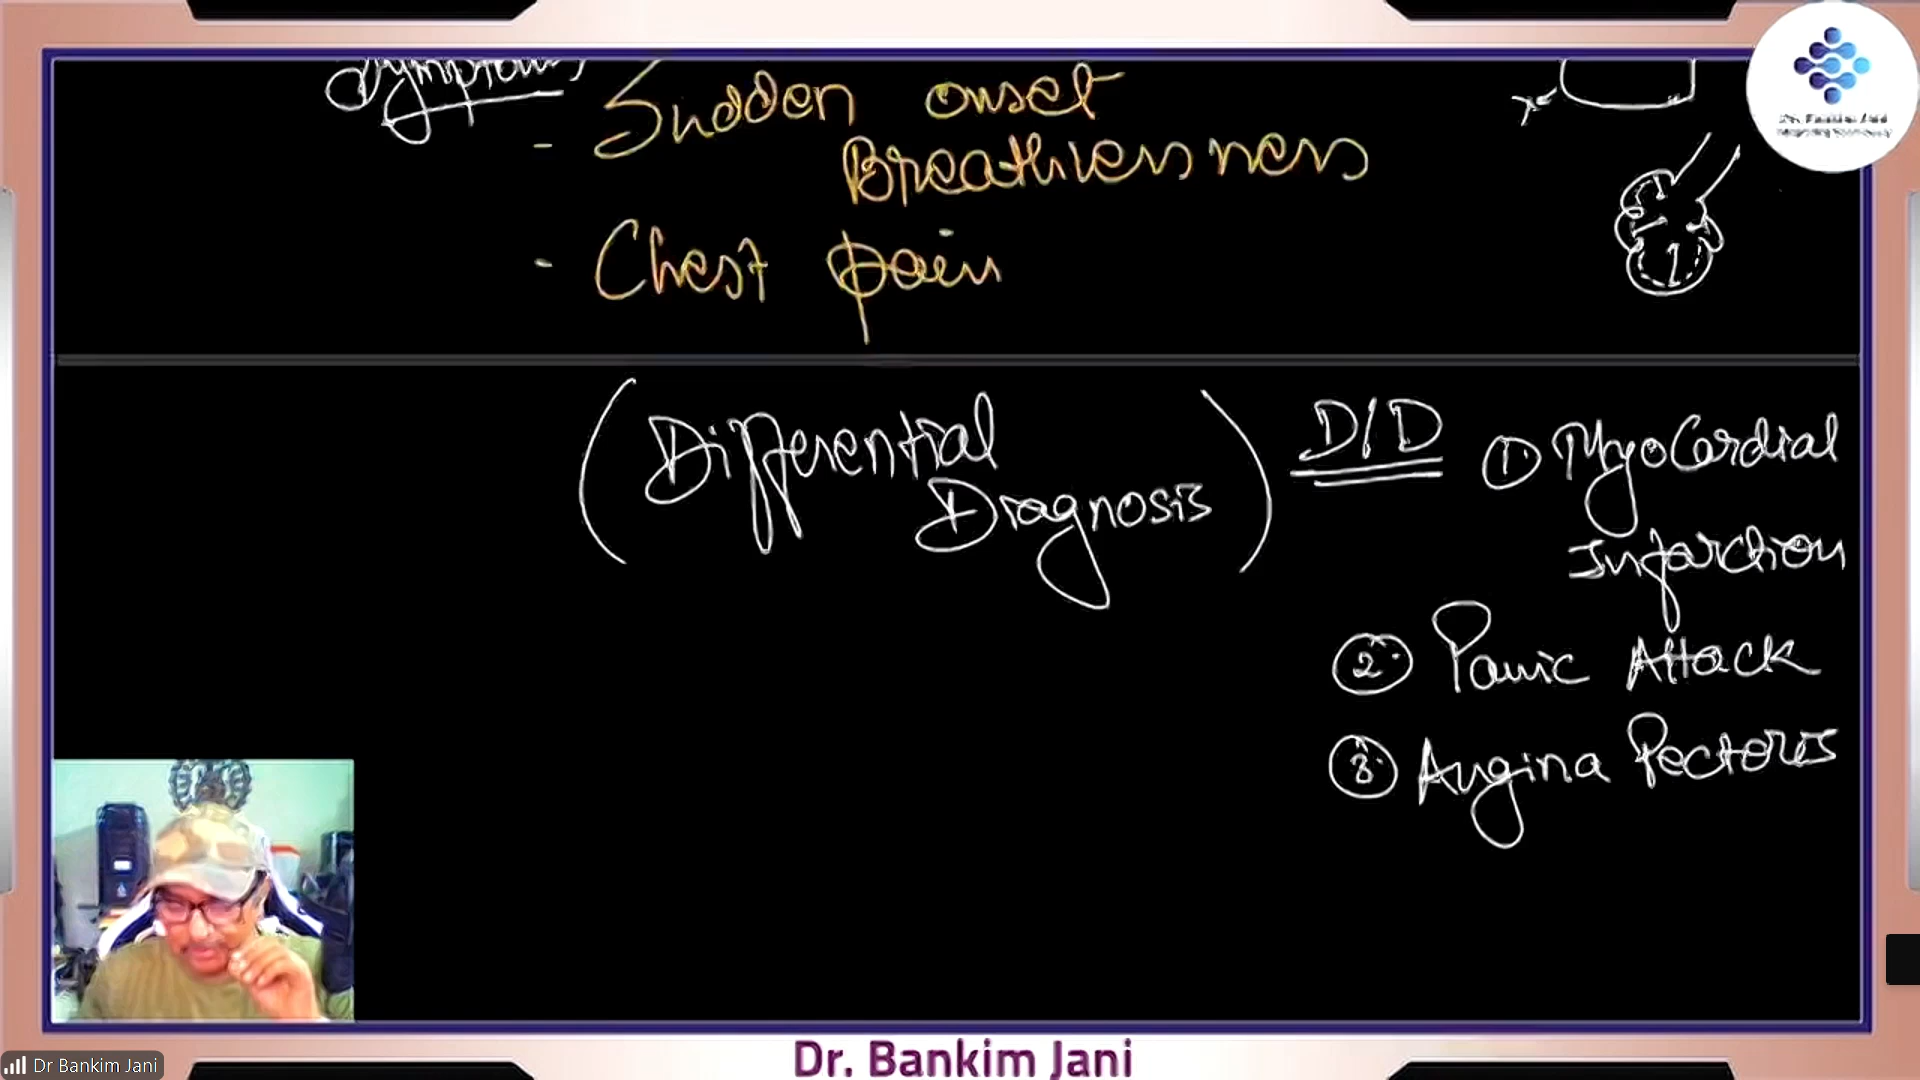 Symptoms
- Sudden onset
Breathlessness
- Chest pain
x
(Differential
Diagnosis)
D/D
1. MyoCardial
Infarction
2. Panic Attack
3. Angina Pectoris
Dr Bankim Jani
Dr. Bankim Jani